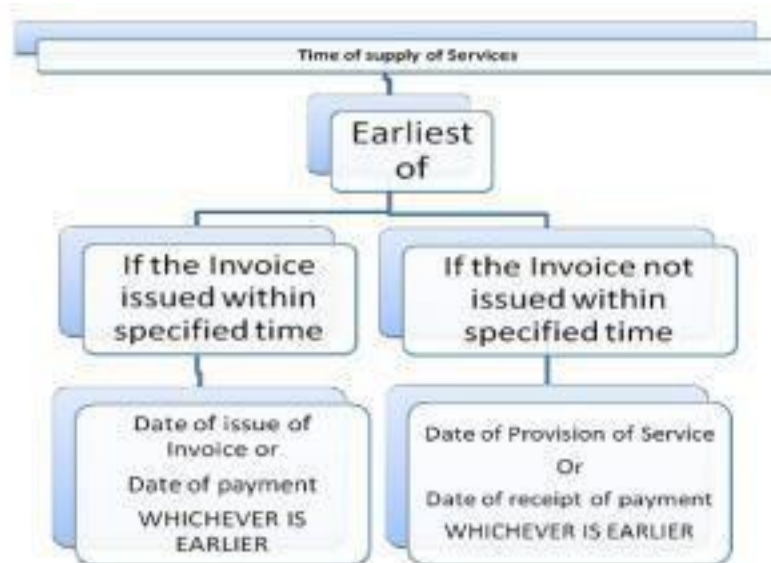 Time of supply of Services
Earliest
of
If the Invoice
issued within
specified time
If the Invoice not
issued within
specified time
Date of issue of
Invoice or
Date of payment
WHICHEVER IS
EARLIER
Date of Provision of Service
Or
Date of receipt of payment
WHICHEVER IS EARLIER